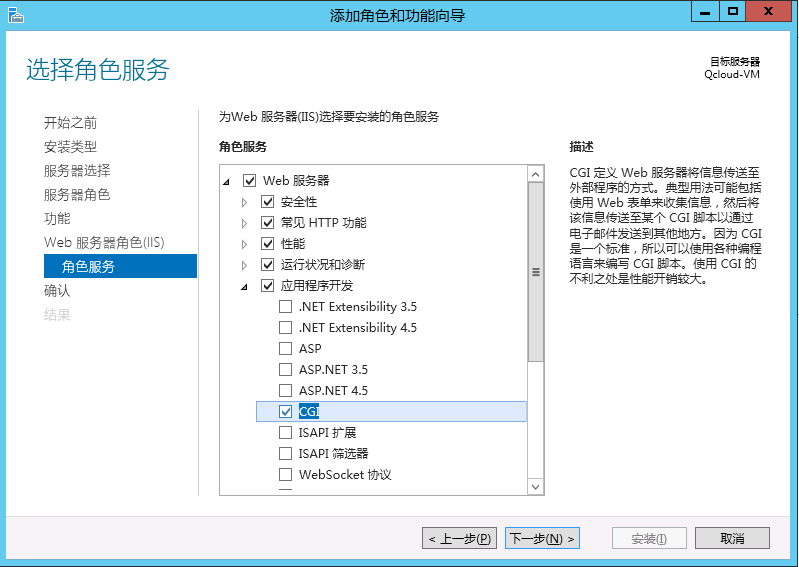 添加角色和功能向导
选择角色服务
目标服务器
Qcloud-VM
开始之前
安装类型
服务器选择
服务器角色
功能
Web 服务器角色(IIS)
角色服务
确认
结果
为Web 服务器(IIS)选择要安装的角色服务
角色服务
Web 服务器
安全性
常见 HTTP 功能
性能
运行状况和诊断
应用程序开发
.NET Extensibility 3.5
.NET Extensibility 4.5
ASP
ASP.NET 3.5
ASP.NET 4.5
CGI
ISAPI 扩展
ISAPI 筛选器
WebSocket 协议
描述
CGI 定义 Web 服务器将信息传送至
外部程序的方式。典型用法可能包括
使用 Web 表单来收集信息，然后将
该信息传送至某个 CGI 脚本以通过
电子邮件发送到其他地方。因为 CGI
是一个标准，所以可以使用各种编程
语言来编写 CGI 脚本。使用 CGI 的
不利之处是性能开销较大。
< 上一步(P)
下一步(N) >
安装(I)
取消